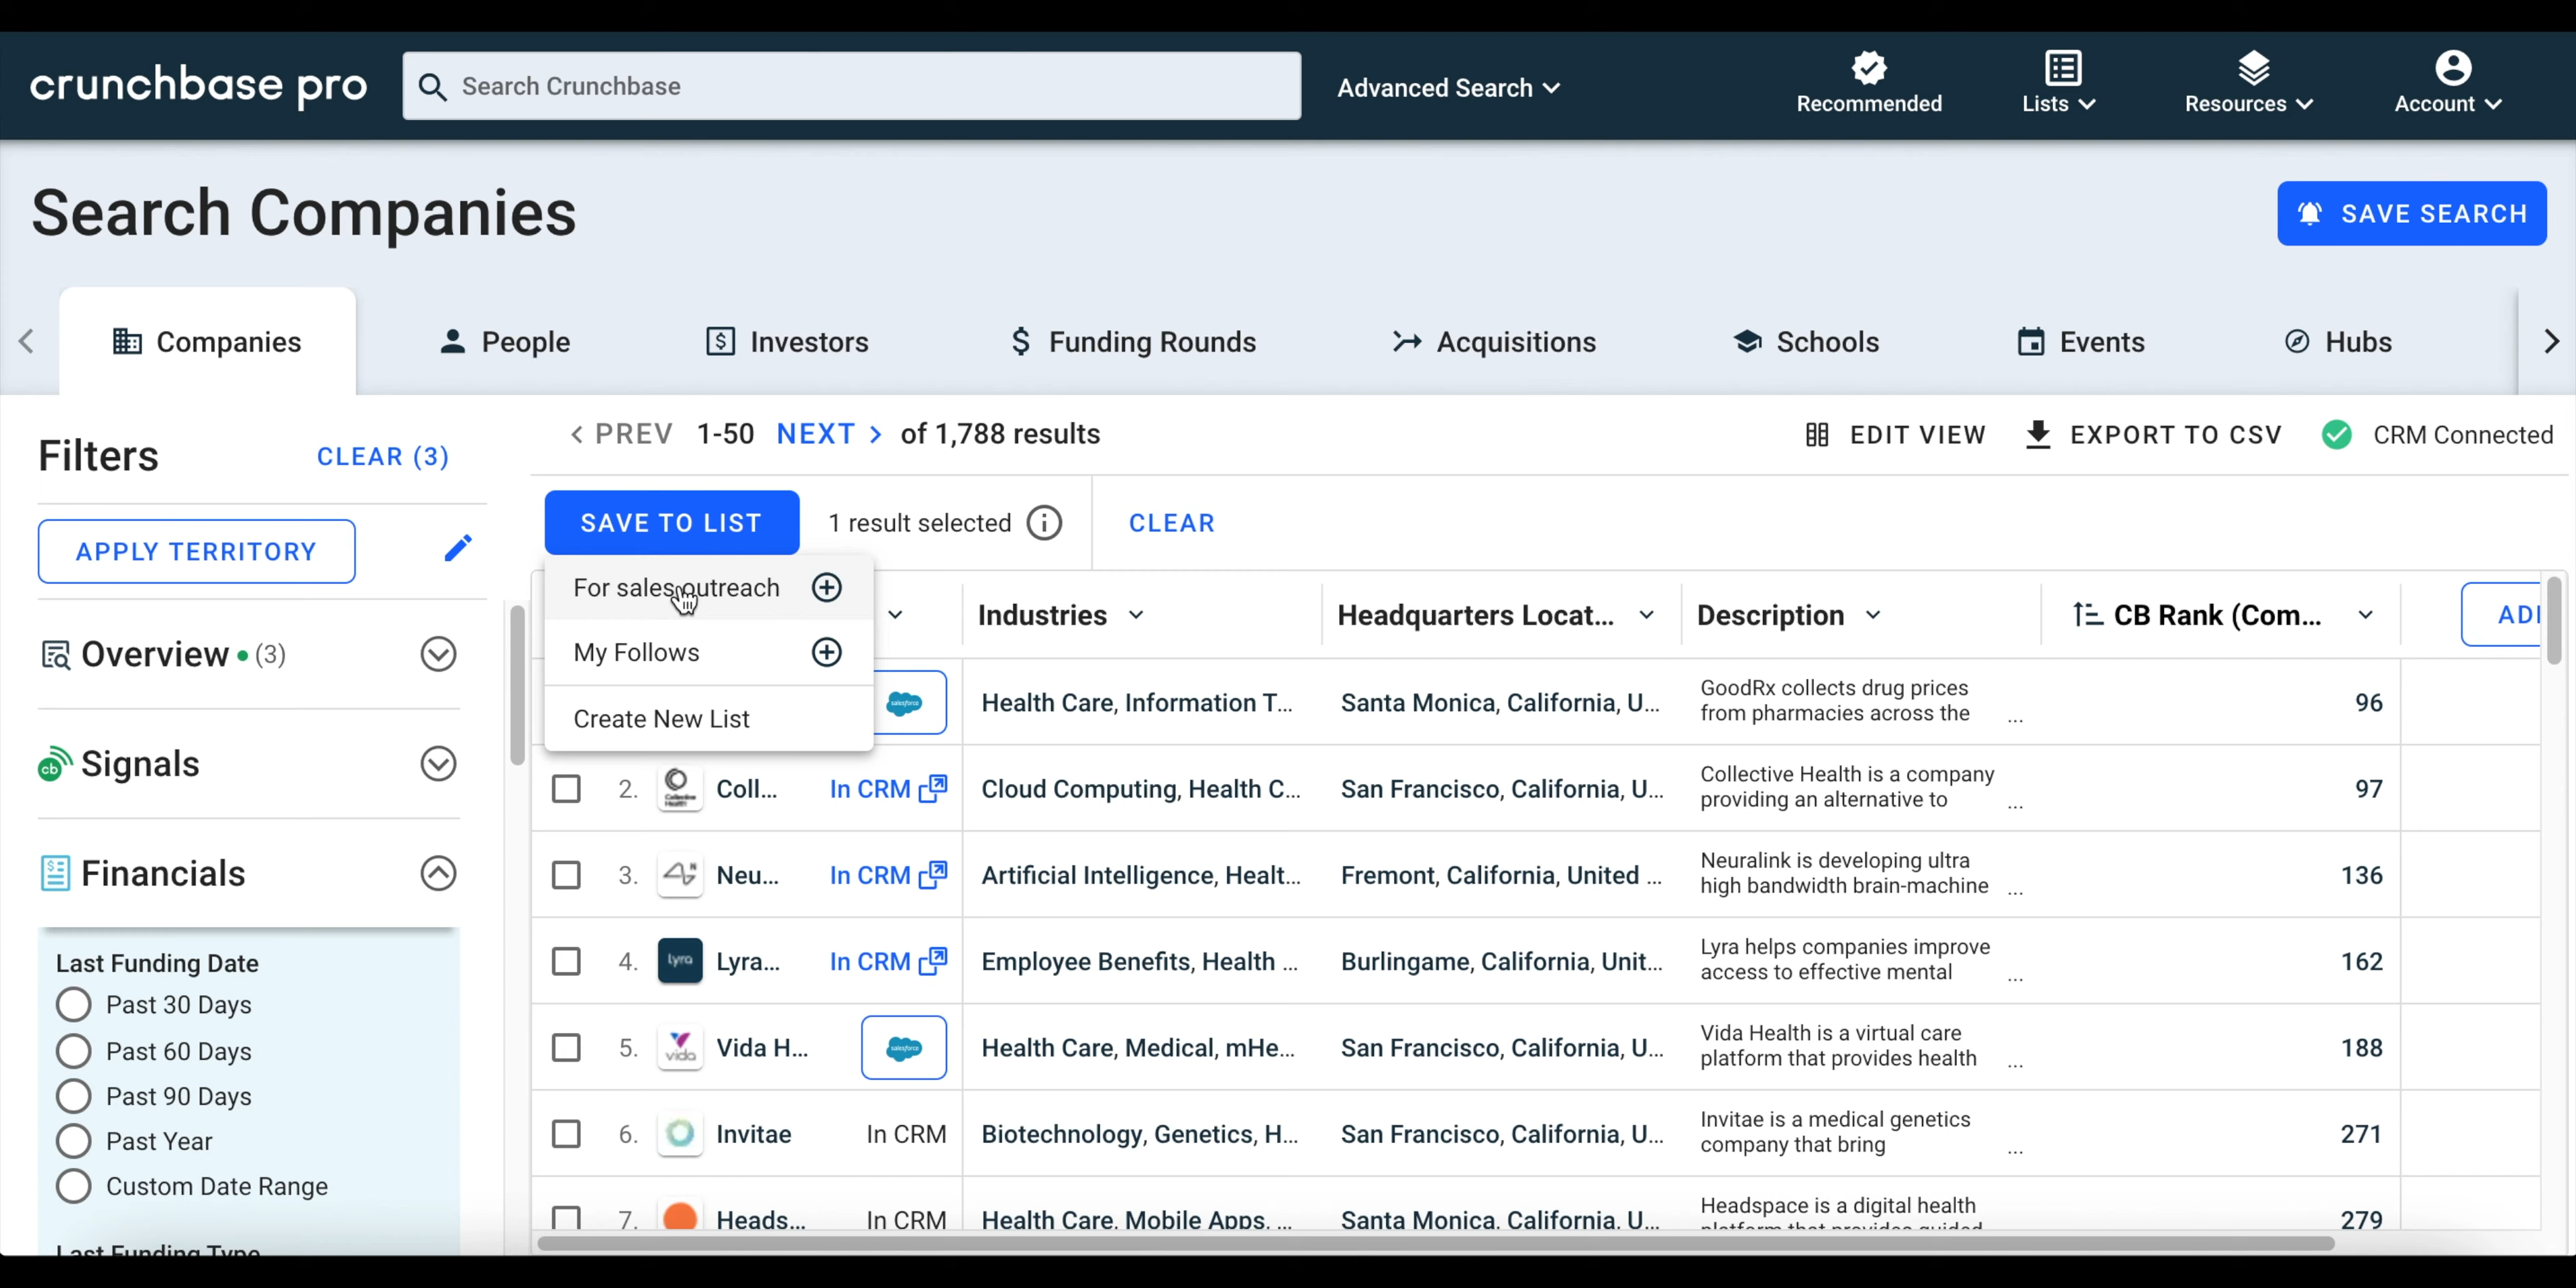 crunchbase pro
Search Crunchbase
Advanced Search
Recommended
Lists
Resources
Account
Search Companies
SAVE SEARCH
Companies
People
Investors
Funding Rounds
Acquisitions
Schools
Events
Hubs
Filters
CLEAR (3)
PREV 1-50 NEXT of 1,788 results
EDIT VIEW
EXPORT TO CSV
CRM Connected
APPLY TERRITORY
SAVE TO LIST
1 result selected
CLEAR
For sales outreach
My Follows
Create New List
Overview (3)
cb Signals
Financials
Last Funding Date
Past 30 Days
Past 60 Days
Past 90 Days
Past Year
Custom Date Range
Last Funding Type
Industries
Headquarters Locat...
Description
CB Rank (Com...
salesforce
Health Care, Information T...
Santa Monica, California, U...
GoodRx collects drug prices
from pharmacies across the
...
96
2.
Collective
Health
Coll...
In CRM
Cloud Computing, Health C...
San Francisco, California, U...
Collective Health is a company
providing an alternative to
...
97
3.
Neu...
In CRM
Artificial Intelligence, Healt...
Fremont, California, United ...
Neuralink is developing ultra
high bandwidth brain-machine
...
136
4.
lyra
Lyra...
In CRM
Employee Benefits, Health ...
Burlingame, California, Unit...
Lyra helps companies improve
access to effective mental
...
162
5.
vida
Vida H...
salesforce
Health Care, Medical, mHe...
San Francisco, California, U...
Vida Health is a virtual care
platform that provides health
...
188
6.
Invitae
In CRM
Biotechnology, Genetics, H...
San Francisco, California, U...
Invitae is a medical genetics
company that bring
...
271
7.
Heads...
In CRM
Health Care, Mobile Apps, ...
Santa Monica, California, U...
Headspace is a digital health
platform that provides guided
279